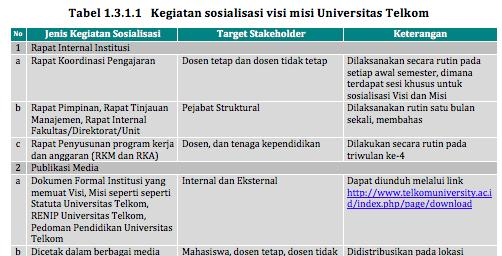 Tabel 1.3.1.1 Kegiatan sosialisasi visi misi Universitas Telkom
No Jenis Kegiatan Sosialisasi Target Stakeholder Keterangan
1 Rapat Internal Institusi
a Rapat Koordinasi Pengajaran Dosen tetap dan dosen tidak tetap Dilaksanakan secara rutin pada
setiap awal semester, dimana
terdapat sesi khusus untuk
sosialisasi Visi dan Misi
b Rapat Pimpinan, Rapat Tinjauan Pejabat Struktural Dilaksanakan rutin satu bulan
Manajemen, Rapat Internal sekali, membahas
Fakultas/Direktorat/Unit
c Rapat Penyusunan program kerja Dosen, dan tenaga kependidikan Dilakukan secara rutin pada
dan anggaran (RKM dan RKA) triwulan ke-4
2 Publikasi Media
a Dokumen Formal Institusi yang Internal dan Eksternal Dapat diunduh melalui link
memuat Visi, Misi seperti seperti http://www.telkomuniversity.ac.i
Statuta Universitas Telkom, d/index.php/page/download
RENIP Universitas Telkom,
Pedoman Pendidikan Universitas
Telkom
b Dicetak dalam berbagai media Mahasiswa, dosen tetap, dosen tidak Didistribusikan pada lokasi